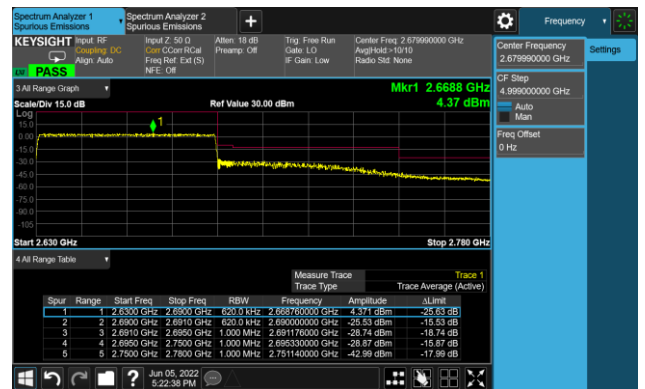 Spectrum Analyzer 1
Spurious Emissions
Spectrum Analyzer 2
Spurious Emissions
Frequency
KEYSIGHT
Input: RF
Coupling: DC
Align: Auto
Input Z: 50 Ω
Corr CCorr RCal
Freq Ref: Ext (S)
NFE: Off
Atten: 18 dB
Preamp: Off
Trig: Free Run
Gate: LO
IF Gain: Low
Center Freq: 2.679990000 GHz
Avg|Hold:>10/10
Radio Std: None
LW PASS
Center Frequency
2.679990000 GHz
Settings
CF Step
4.999000000 GHz
Auto
Man
Freq Offset
0 Hz
3 All Range Graph
Mkr1 2.6688 GHz
4.37 dBm
Scale/Div 15.0 dB
Ref Value 30.00 dBm
Log
1
15.0
0.00
-15.0
-30.0
-45.0
-60.0
-75.0
-90.0
-105
Start 2.630 GHz
Stop 2.780 GHz
4 All Range Table
Measure Trace Trace 1
Trace Type Trace Average (Active)
Spur Range Start Freq Stop Freq RBW Frequency Amplitude ΔLimit
1 1 2.6300 GHz 2.6900 GHz 620.0 kHz 2.668760000 GHz 4.371 dBm -25.63 dB
2 2 2.6900 GHz 2.6910 GHz 620.0 kHz 2.690000000 GHz -25.53 dBm -15.53 dB
3 3 2.6910 GHz 2.6950 GHz 1.000 MHz 2.691176000 GHz -28.74 dBm -18.74 dB
4 4 2.6950 GHz 2.7500 GHz 1.000 MHz 2.695330000 GHz -28.87 dBm -15.87 dB
5 5 2.7500 GHz 2.7800 GHz 1.000 MHz 2.751140000 GHz -42.99 dBm -17.99 dB
Jun 05, 2022
5:22:38 PM